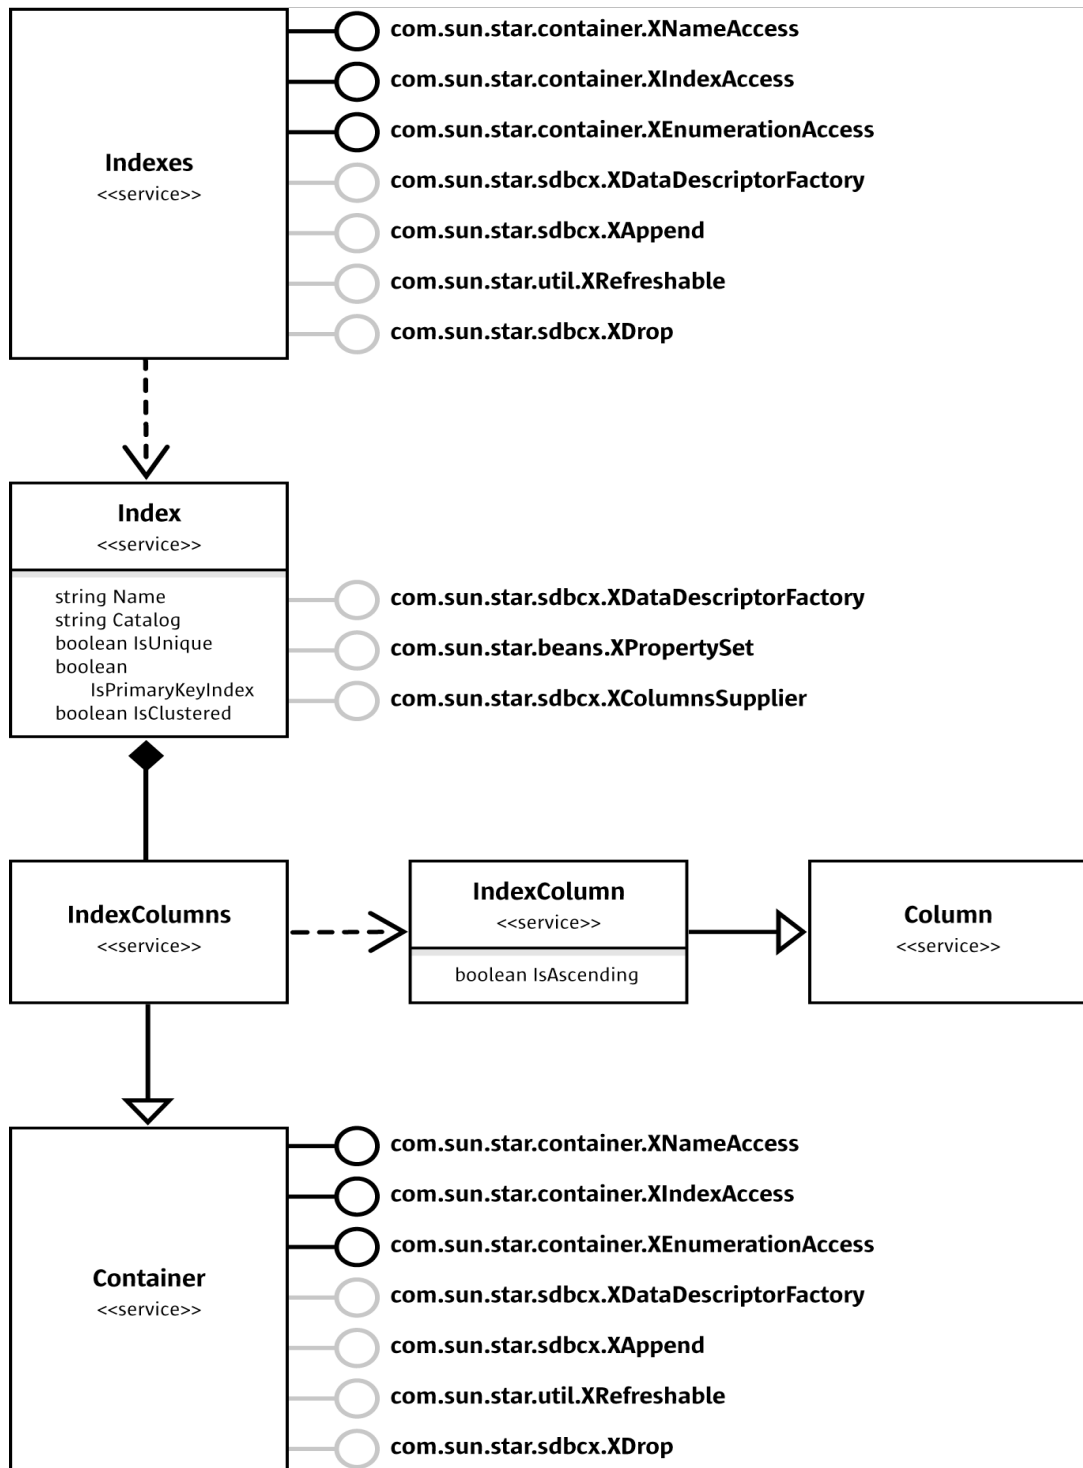 com.sun.star.container.XNameAccess
com.sun.star.container.XIndexAccess
com.sun.star.container.XEnumerationAccess
Indexes
<<service>>
com.sun.star.sdbcx.XDataDescriptorFactory
com.sun.star.sdbcx.XAppend
com.sun.star.util.XRefreshable
com.sun.star.sdbcx.XDrop
Index
<<service>>
string Name
string Catalog
boolean IsUnique
boolean
IsPrimaryKeyIndex
boolean IsClustered
com.sun.star.sdbcx.XDataDescriptorFactory
com.sun.star.beans.XPropertySet
com.sun.star.sdbcx.XColumnsSupplier
IndexColumns
<<service>>
IndexColumn
<<service>>
boolean IsAscending
Column
<<service>>
Container
<<service>>
com.sun.star.container.XNameAccess
com.sun.star.container.XIndexAccess
com.sun.star.container.XEnumerationAccess
com.sun.star.sdbcx.XDataDescriptorFactory
com.sun.star.sdbcx.XAppend
com.sun.star.util.XRefreshable
com.sun.star.sdbcx.XDrop